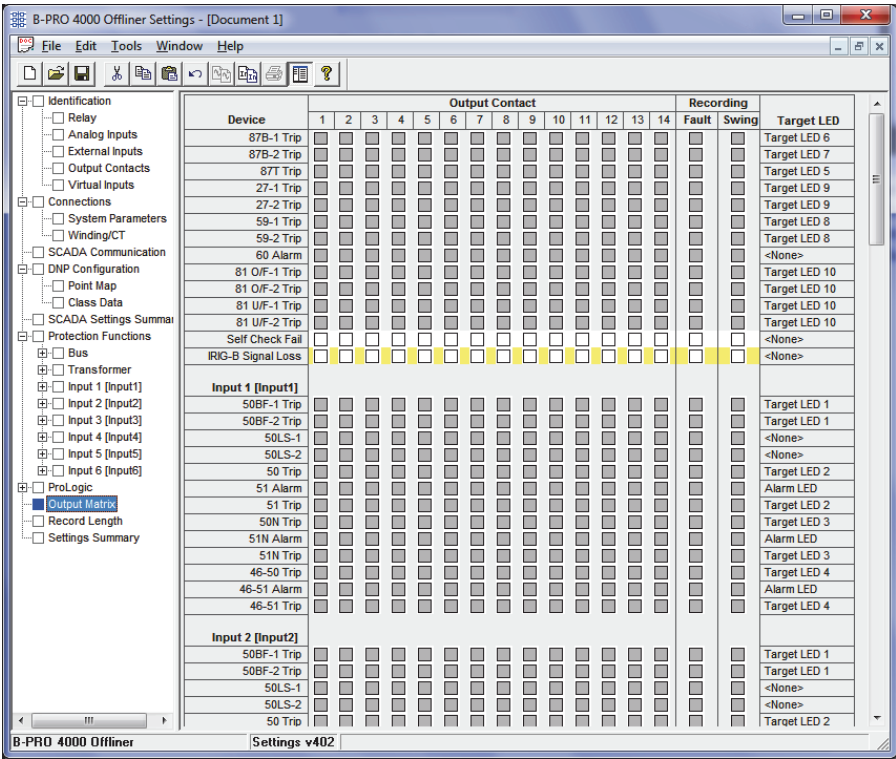 B-PRO 4000 Offliner Settings - [Document 1]
File Edit Tools Window Help
Identification
Relay
Analog Inputs
External Inputs
Output Contacts
Virtual Inputs
Connections
System Parameters
Winding/CT
SCADA Communication
DNP Configuration
Point Map
Class Data
SCADA Settings Summar
Protection Functions
Bus
Transformer
Input 1 [Input1]
Input 2 [Input2]
Input 3 [Input3]
Input 4 [Input4]
Input 5 [Input5]
Input 6 [Input6]
ProLogic
Output Matrix
Record Length
Settings Summary
Output Contact Recording
Device 1 2 3 4 5 6 7 8 9 10 11 12 13 14 Fault Swing Target LED
87B-1 Trip Target LED 6
87B-2 Trip Target LED 7
87T Trip Target LED 5
27-1 Trip Target LED 9
27-2 Trip Target LED 9
59-1 Trip Target LED 8
59-2 Trip Target LED 8
60 Alarm <None>
81 O/F-1 Trip Target LED 10
81 O/F-2 Trip Target LED 10
81 U/F-1 Trip Target LED 10
81 U/F-2 Trip Target LED 10
Self Check Fail <None>
IRIG-B Signal Loss <None>
Input 1 [Input1]
50BF-1 Trip Target LED 1
50BF-2 Trip Target LED 1
50LS-1 <None>
50LS-2 <None>
50 Trip Target LED 2
51 Alarm Alarm LED
51 Trip Target LED 2
50N Trip Target LED 3
51N Alarm Alarm LED
51N Trip Target LED 3
46-50 Trip Target LED 4
46-51 Alarm Alarm LED
46-51 Trip Target LED 4
Input 2 [Input2]
50BF-1 Trip Target LED 1
50BF-2 Trip Target LED 1
50LS-1 <None>
50LS-2 <None>
50 Trip Target LED 2
B-PRO 4000 Offliner Settings v402